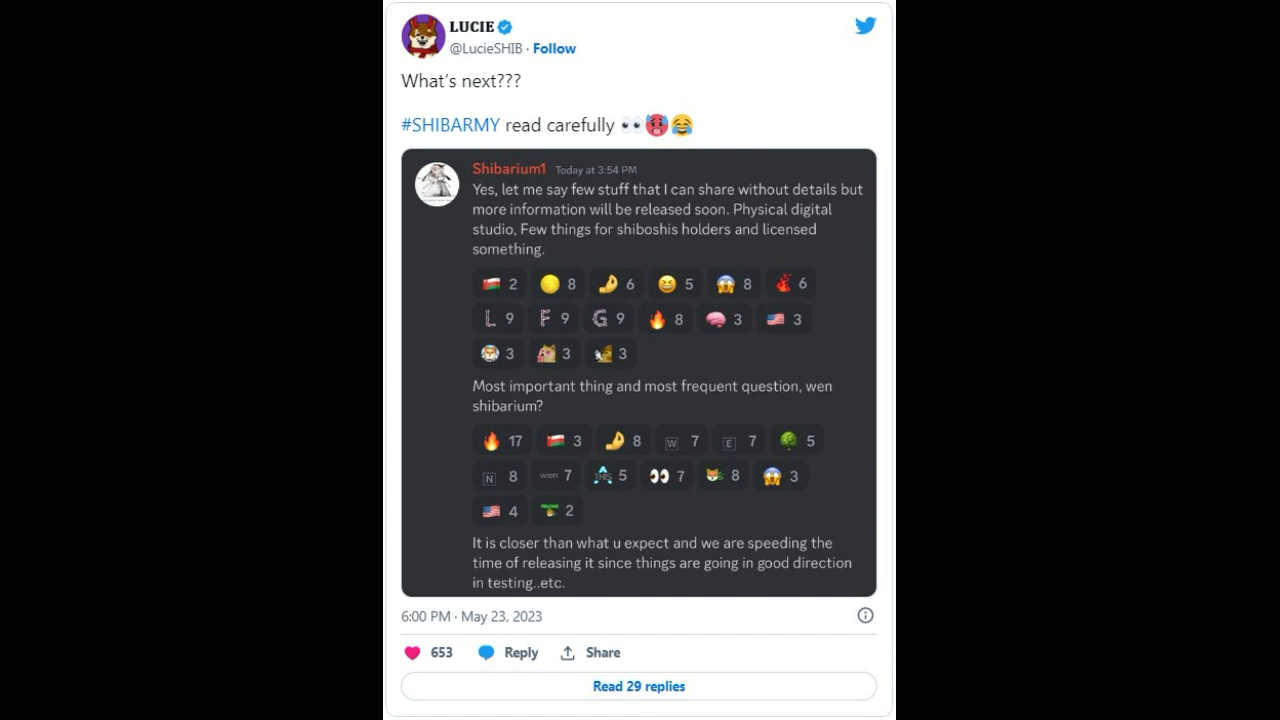 LUCIE
@LucieSHIB · Follow
What's next???
#SHIBARMY read carefully 👀🥵😂
Shibarium1 Today at 3:54 PM
Yes, let me say few stuff that I can share without details but
more information will be released soon. Physical digital
studio, Few things for shiboshis holders and licensed
something.
2 8 6 5 8 6
L 9 F 9 G 9 8 3 3
3 3 3
Most important thing and most frequent question, wen
shibarium?
17 3 8 W 7 E 7 5
N 8 wen 7 THIS 5 7 8 3
4 2
It is closer than what u expect and we are speeding the
time of releasing it since things are going in good direction
in testing..etc.
6:00 PM · May 23, 2023
653 Reply Share
Read 29 replies